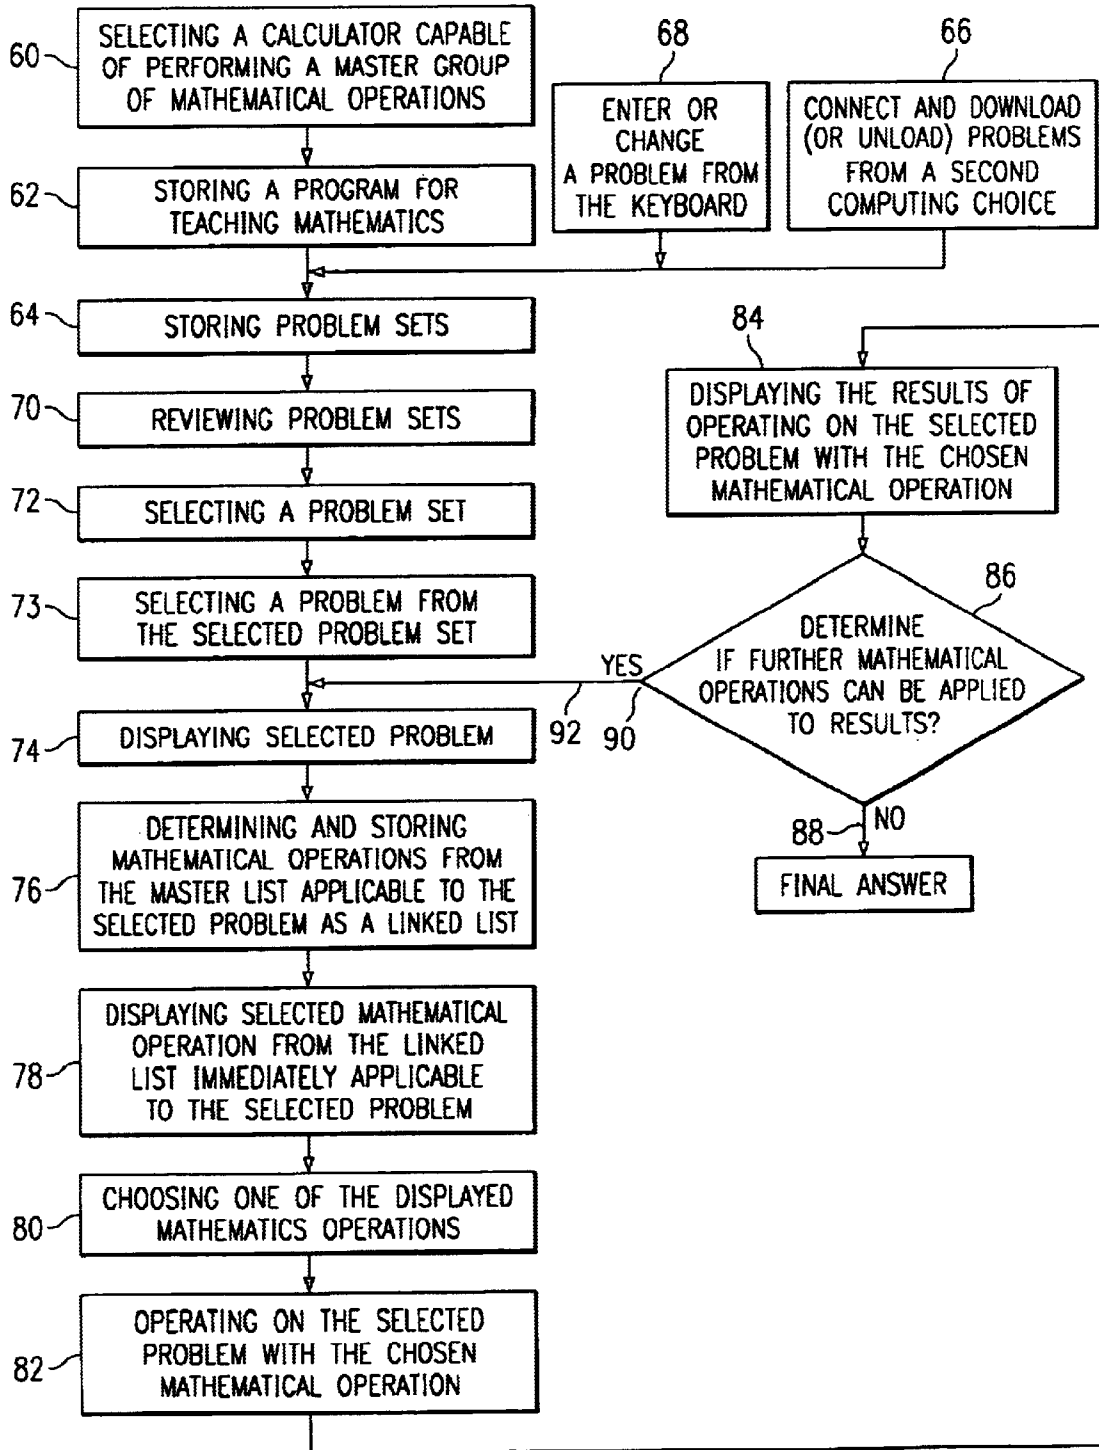 60
SELECTING A CALCULATOR CAPABLE
OF PERFORMING A MASTER GROUP
OF MATHEMATICAL OPERATIONS
62
STORING A PROGRAM FOR
TEACHING MATHEMATICS
68
ENTER OR
CHANGE
A PROBLEM FROM
THE KEYBOARD
66
CONNECT AND DOWNLOAD
(OR UNLOAD) PROBLEMS
FROM A SECOND
COMPUTING CHOICE
64
STORING PROBLEM SETS
70
REVIEWING PROBLEM SETS
72
SELECTING A PROBLEM SET
73
SELECTING A PROBLEM FROM
THE SELECTED PROBLEM SET
74
DISPLAYING SELECTED PROBLEM
76
DETERMINING AND STORING
MATHEMATICAL OPERATIONS FROM
THE MASTER LIST APPLICABLE TO THE
SELECTED PROBLEM AS A LINKED LIST
78
DISPLAYING SELECTED MATHEMATICAL
OPERATION FROM THE LINKED
LIST IMMEDIATELY APPLICABLE
TO THE SELECTED PROBLEM
80
CHOOSING ONE OF THE DISPLAYED
MATHEMATICS OPERATIONS
82
OPERATING ON THE SELECTED
PROBLEM WITH THE CHOSEN
MATHEMATICAL OPERATION
84
DISPLAYING THE RESULTS OF
OPERATING ON THE SELECTED
PROBLEM WITH THE CHOSEN
MATHEMATICAL OPERATION
86
DETERMINE
IF FURTHER MATHEMATICAL
OPERATIONS CAN BE APPLIED
TO RESULTS?
YES
92
90
88
NO
FINAL ANSWER